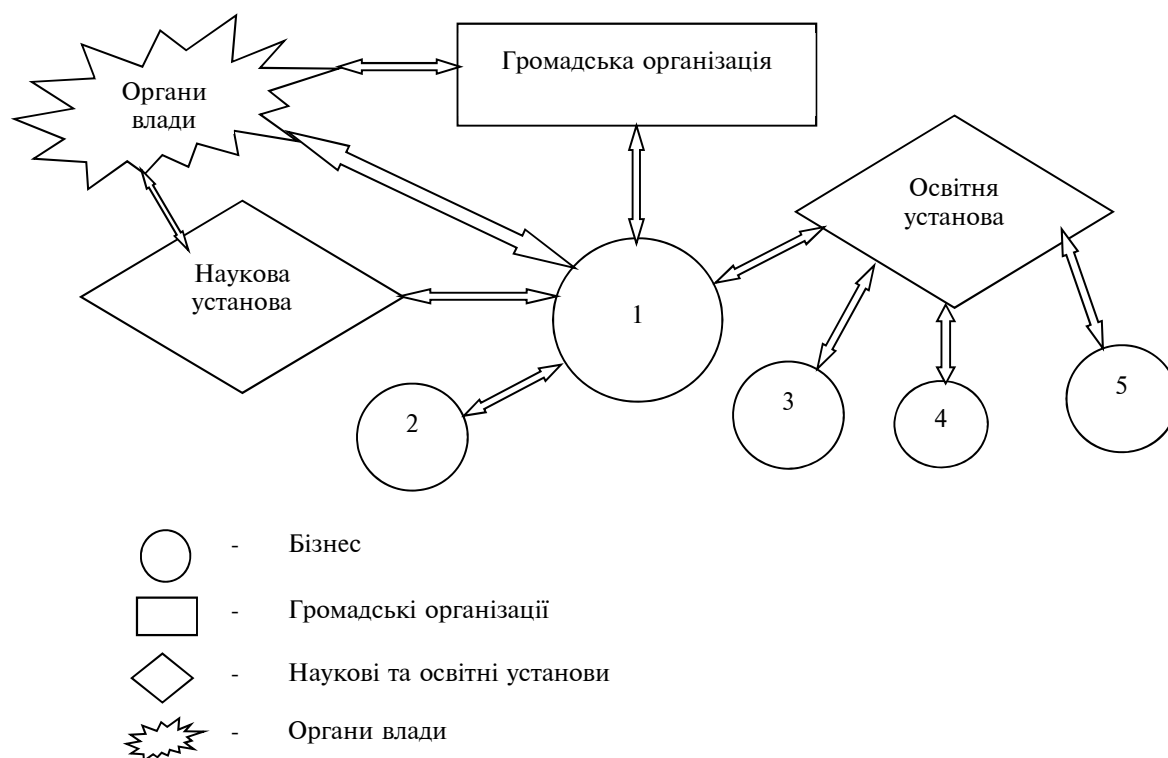 Громадська організація
Органи
влади
Освітня
установа
Наукова
установа
1
2
3
4
5
- Бізнес
- Громадські організації
- Наукові та освітні установи
- Органи влади